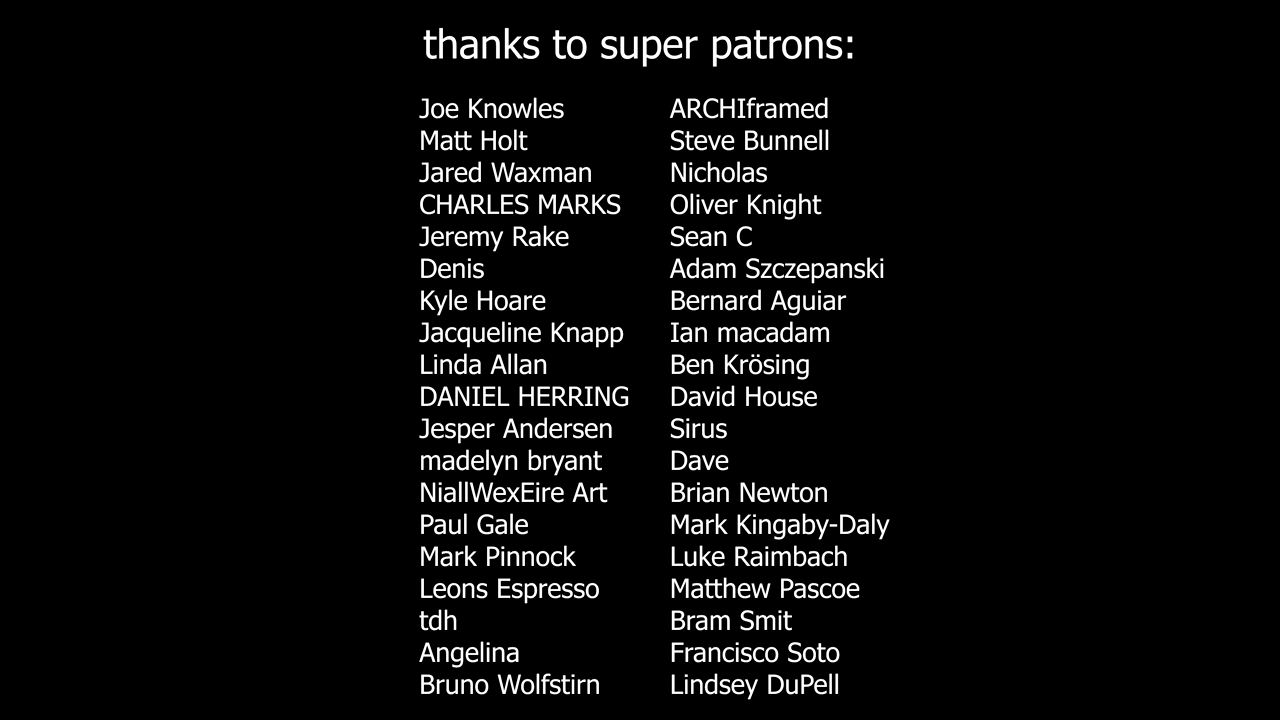 thanks to super patrons:
Joe Knowles
Matt Holt
Jared Waxman
CHARLES MARKS
Jeremy Rake
Denis
Kyle Hoare
Jacqueline Knapp
Linda Allan
DANIEL HERRING
Jesper Andersen
madelyn bryant
NiallWexEire Art
Paul Gale
Mark Pinnock
Leons Espresso
tdh
Angelina
Bruno Wolfstirn
ARCHIframed
Steve Bunnell
Nicholas
Oliver Knight
Sean C
Adam Szczepanski
Bernard Aguiar
Ian macadam
Ben Krösing
David House
Sirus
Dave
Brian Newton
Mark Kingaby-Daly
Luke Raimbach
Matthew Pascoe
Bram Smit
Francisco Soto
Lindsey DuPell